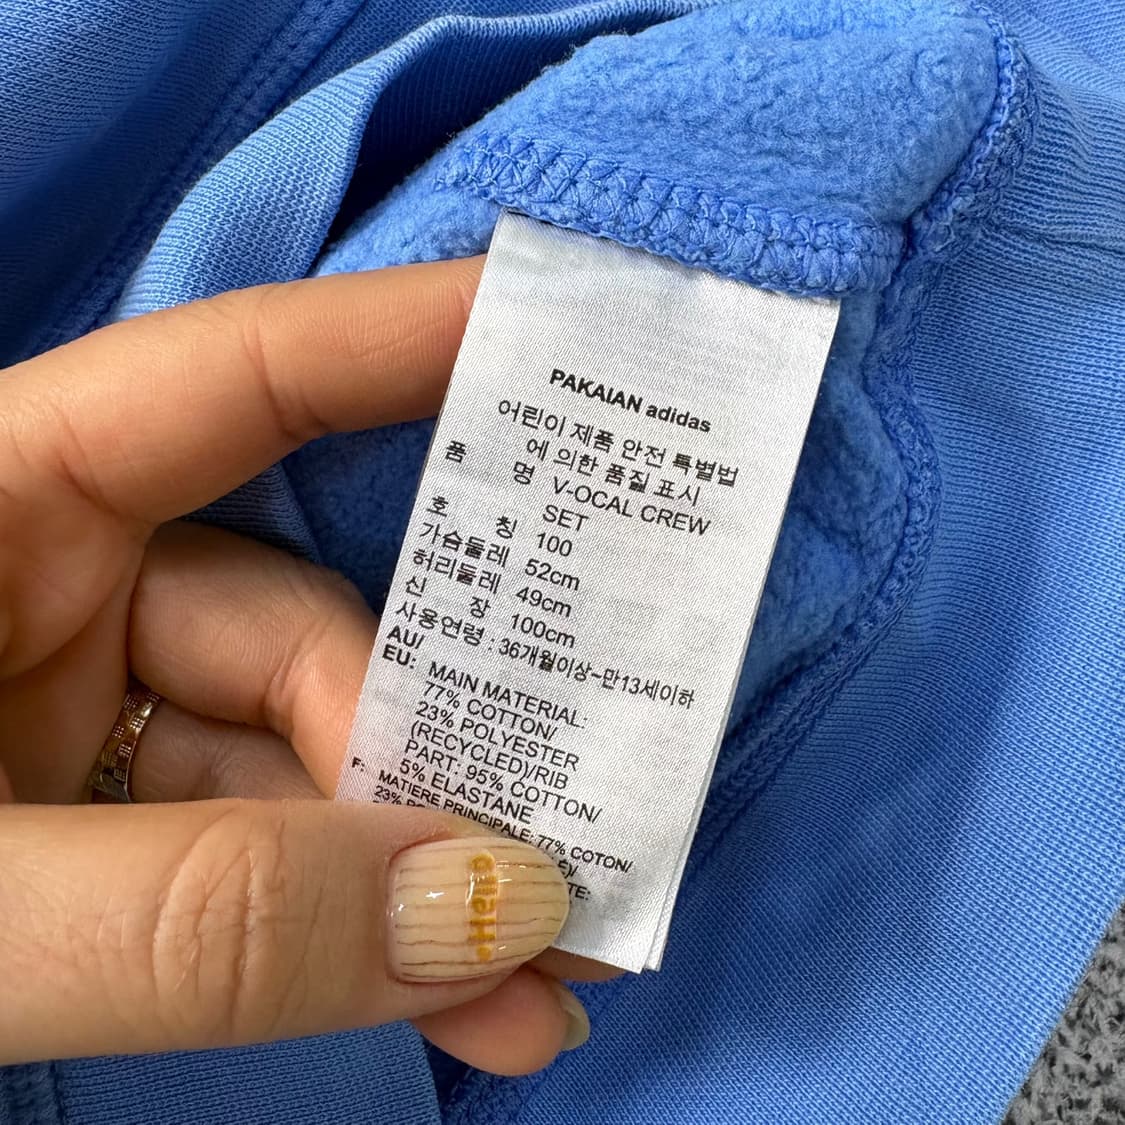 PAKAIAN adidas
어린이 제품 안전 특별법
에 의한 품질 표시
품 명 V-OCAL CREW
SET
호 칭 100
가슴둘레 52cm
허리둘레 49cm
신 장 100cm
사용연령 : 36개월이상~만13세이하
AU/
EU: MAIN MATERIAL:
77% COTTON/
23% POLYESTER
(RECYCLED)/RIB
PART: 95% COTTON/
5% ELASTANE
F: MATIERE PRINCIPALE: 77% COTON/
23%
Hello